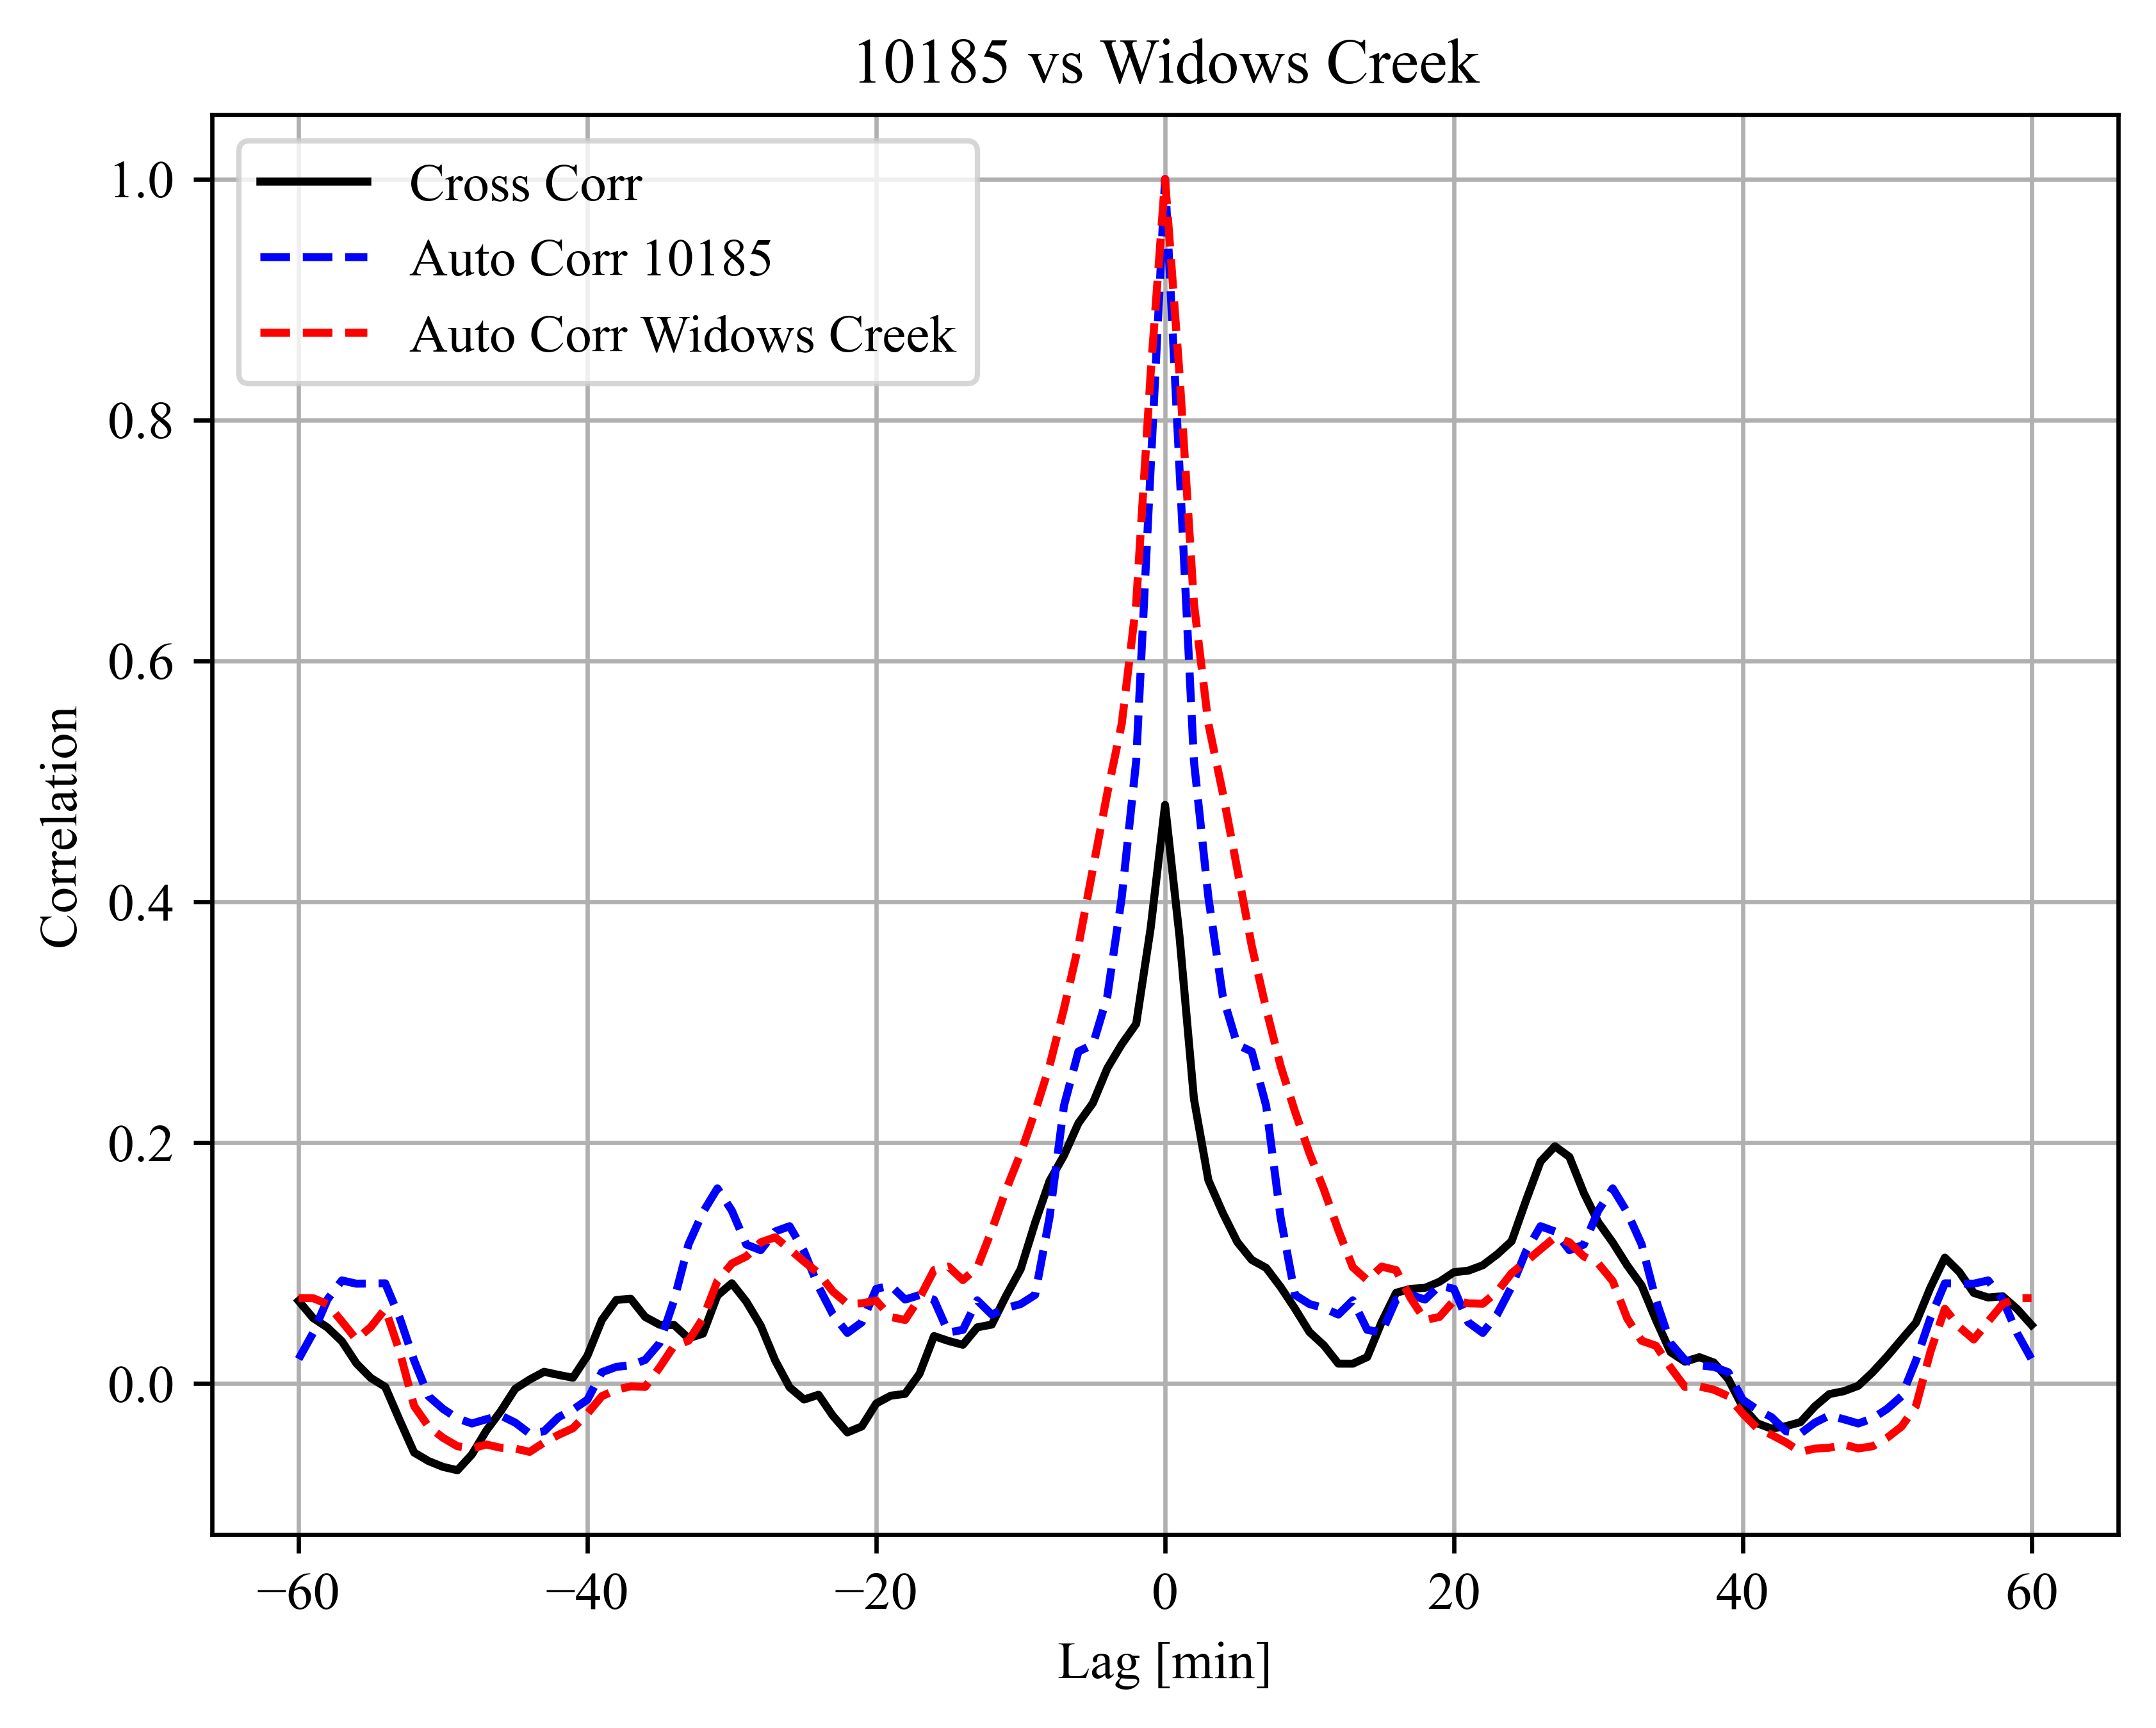 10185 vs Widows Creek
Cross Corr
Auto Corr 10185
Auto Corr Widows Creek
1.0
0.8
0.6
0.4
0.2
0.0
Correlation
−60 −40 −20 0 20 40 60
Lag [min]